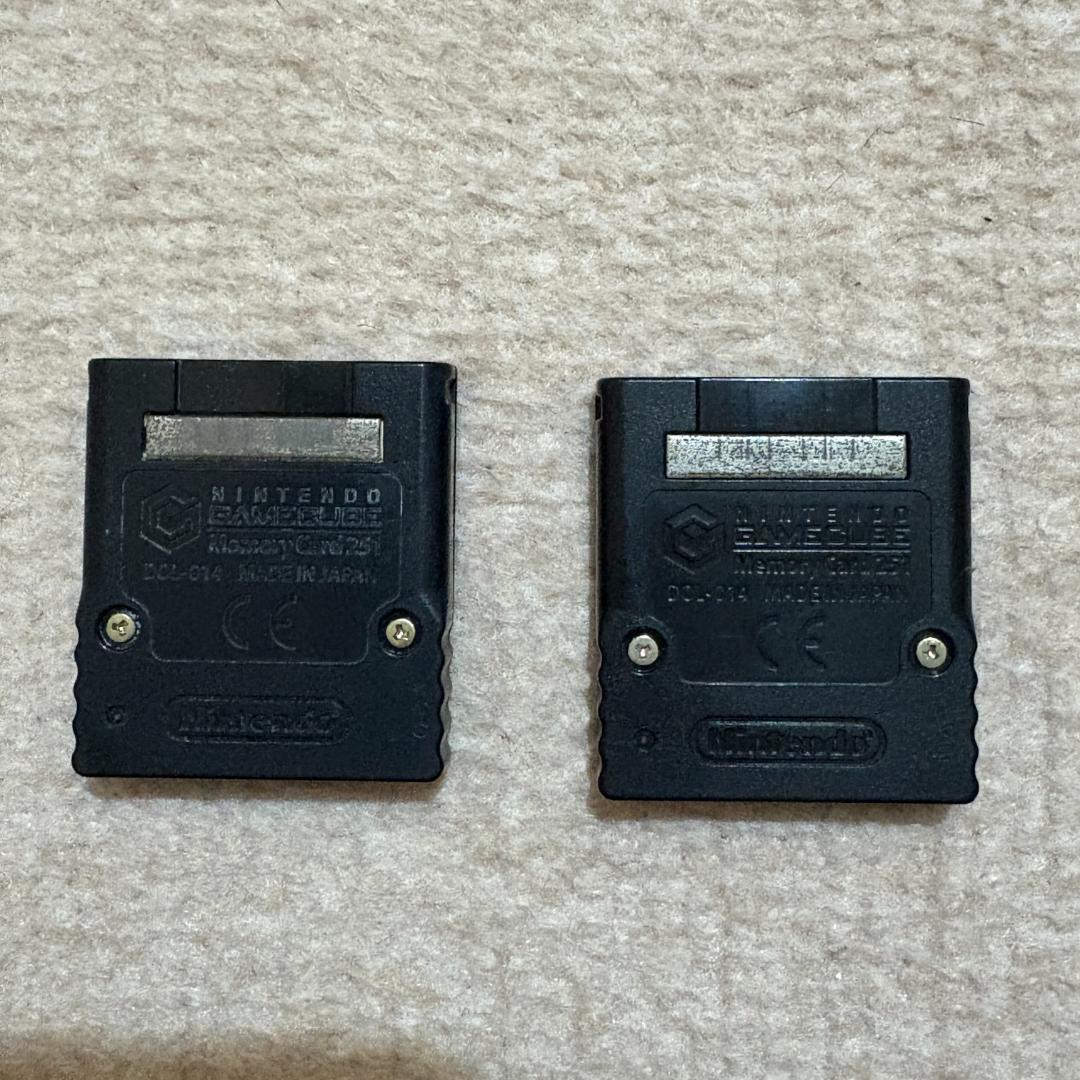 NINTENDO
GAMECUBE
Memory Card 251
DOL-014 MADE IN JAPAN
CE
Nintendo
NINTENDO
GAMECUBE
Memory Card 251
DOL-014 MADE IN JAPAN
CE
Nintendo